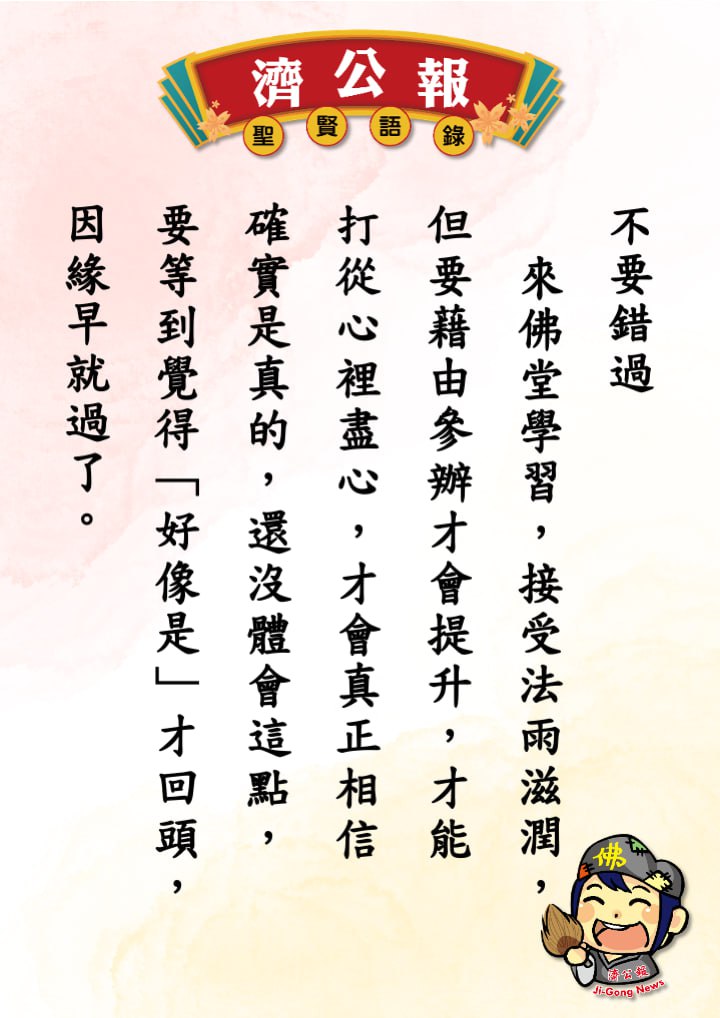 濟公報
聖賢語錄
不要錯過
來佛堂學習，接受法雨滋潤，
但要藉由參辦才會提升，才能
打從心裡盡心，才會真正相信
確實是真的，還沒體會這點，
要等到覺得「好像是」才回頭，
因緣早就過了。
佛
濟公報
Ji-Gong News